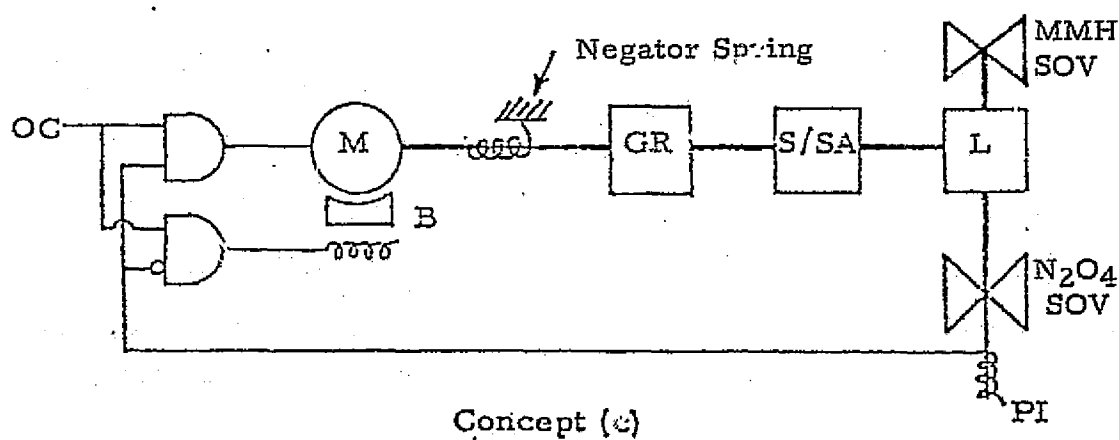 MMH
SOV
Negator Spring
OC
M
GR
S/SA
L
B
N₂O₄
SOV
PI
Concept (c)